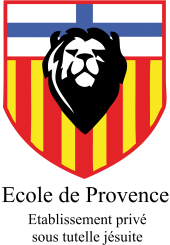 Ecole de Provence
Etablissement privé
sous tutelle jésuite